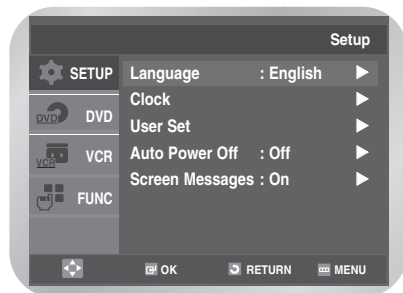 Setup
SETUP
Language : English ►
DVD DVD
Clock ►
User Set ►
VCR VCR
Auto Power Off : Off ►
Screen Messages : On ►
FUNC
OK RETURN MENU